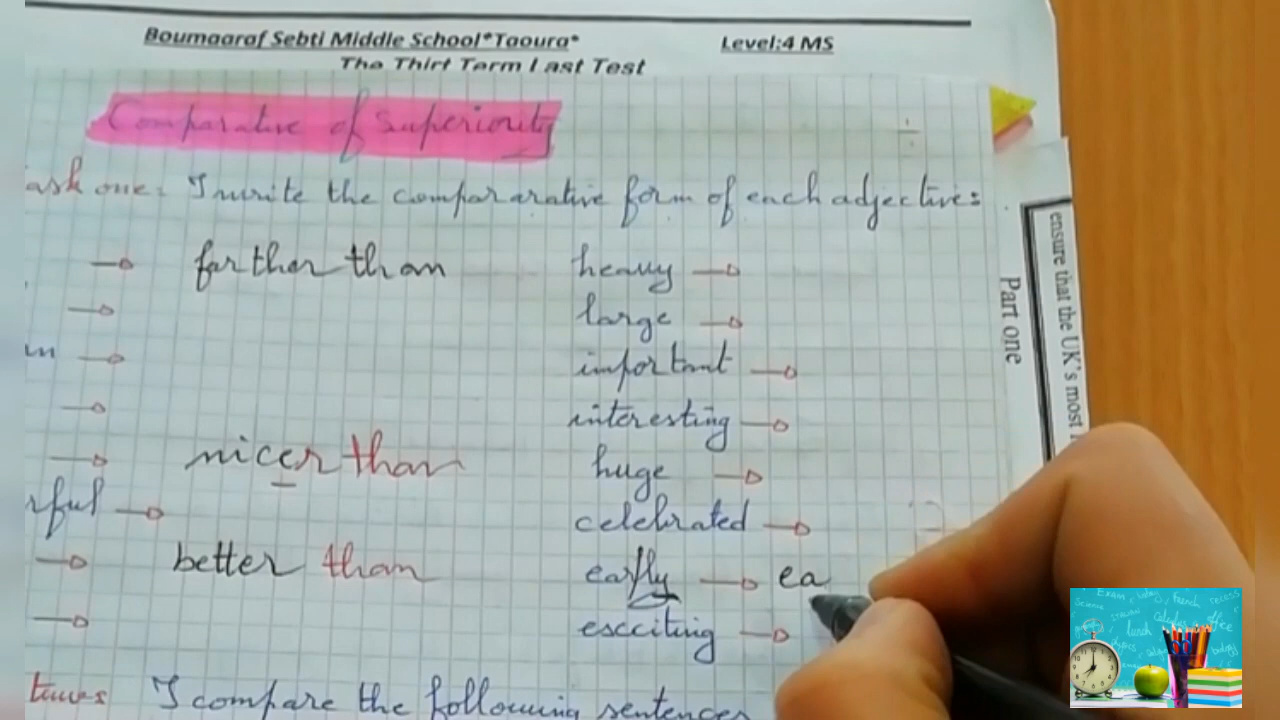 Boumaaraf Sebti Middle School*Taoura* Level:4 MS
The Thirt Term Last Test
Comparative of superiority
ask one: I write the compararative form of each adjective:
farther than heavy
large
important
interesting
nicer than huge
rful celebrated
better than early ea
escciting
I compare the following sentences
ensure that the UK's most
Part one